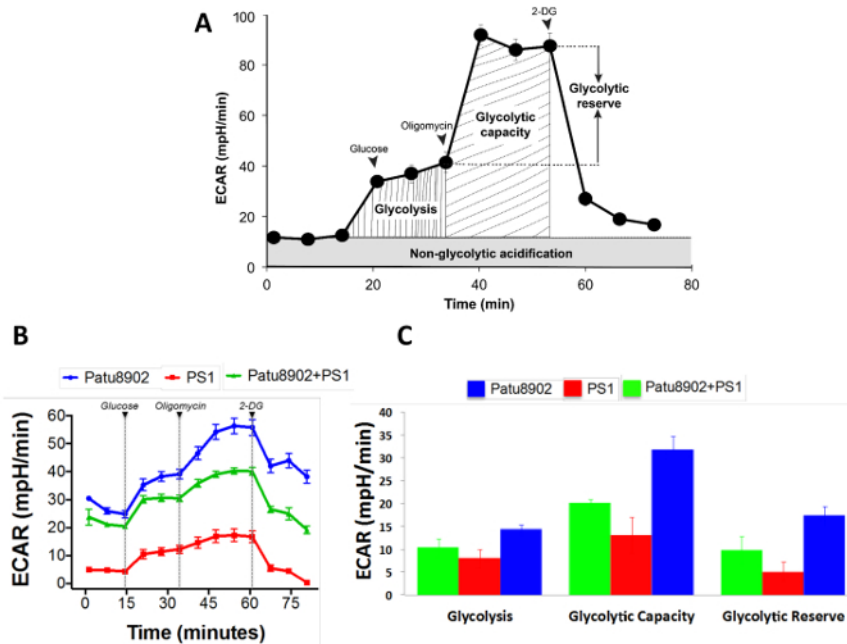 A
2-DG
100
80
60
40
20
0
ECAR (mpH/min)
Glucose
Oligomycin
Glycolysis
Glycolytic
capacity
Glycolytic
reserve
Non-glycolytic acidification
0 20 40 60 80
Time (min)
B
Patu8902 PS1 Patu8902+PS1
Glucose Oligomycin 2-DG
60
50
40
30
20
10
0
ECAR (mpH/min)
0 15 30 45 60 75
Time (minutes)
C
Patu8902 PS1 Patu8902+PS1
40
35
30
25
20
15
10
5
0
ECAR (mpH/min)
Glycolysis Glycolytic Capacity Glycolytic Reserve